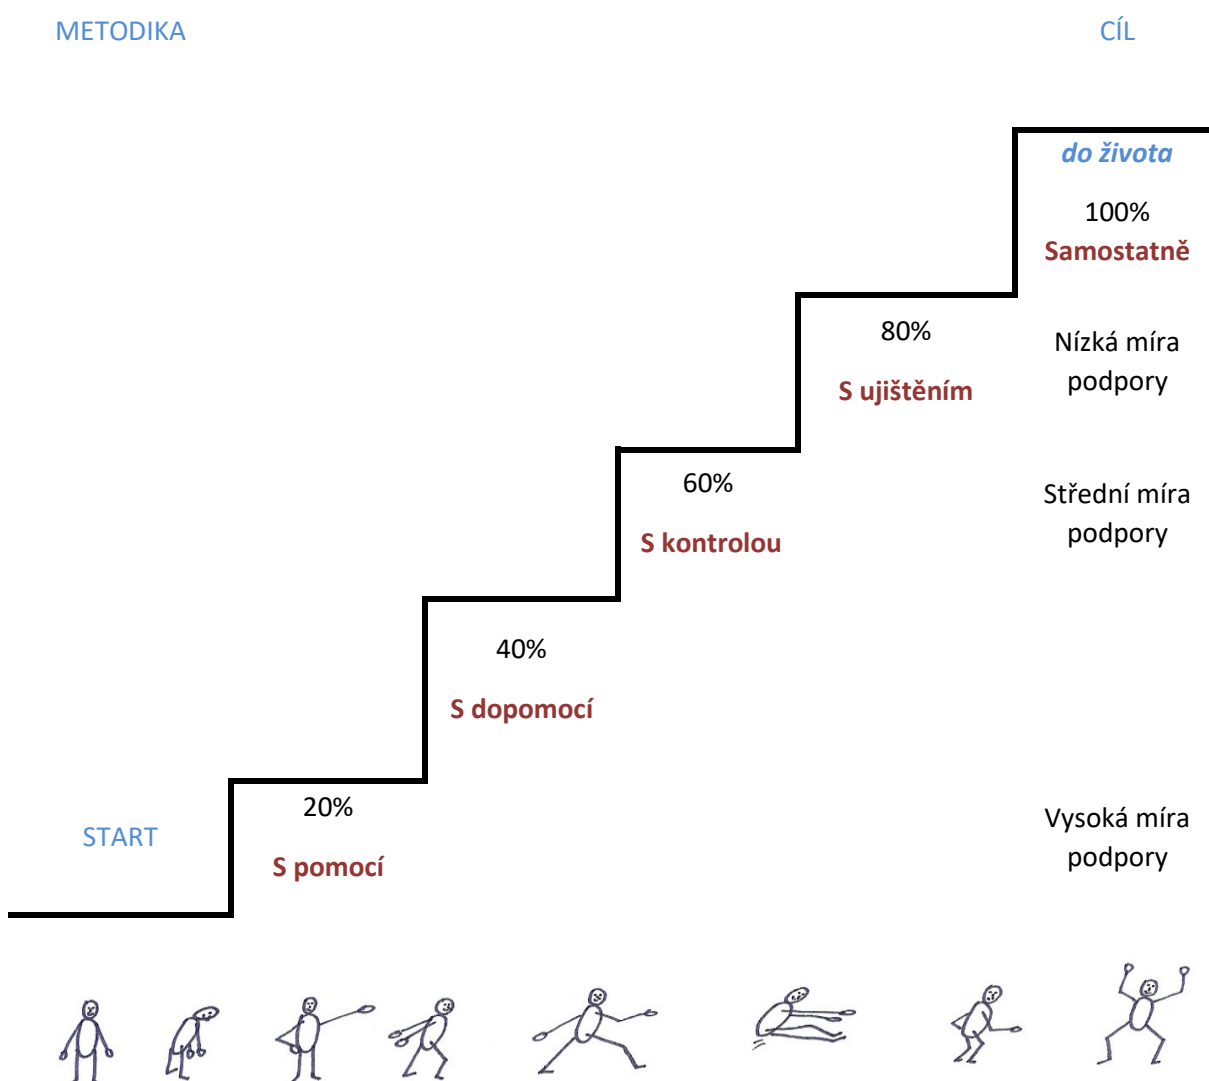 METODIKA
CÍL
do života
100%
Samostatně
80%
S ujištěním
Nízká míra
podpory
60%
S kontrolou
Střední míra
podpory
40%
S dopomocí
20%
S pomocí
START
Vysoká míra
podpory